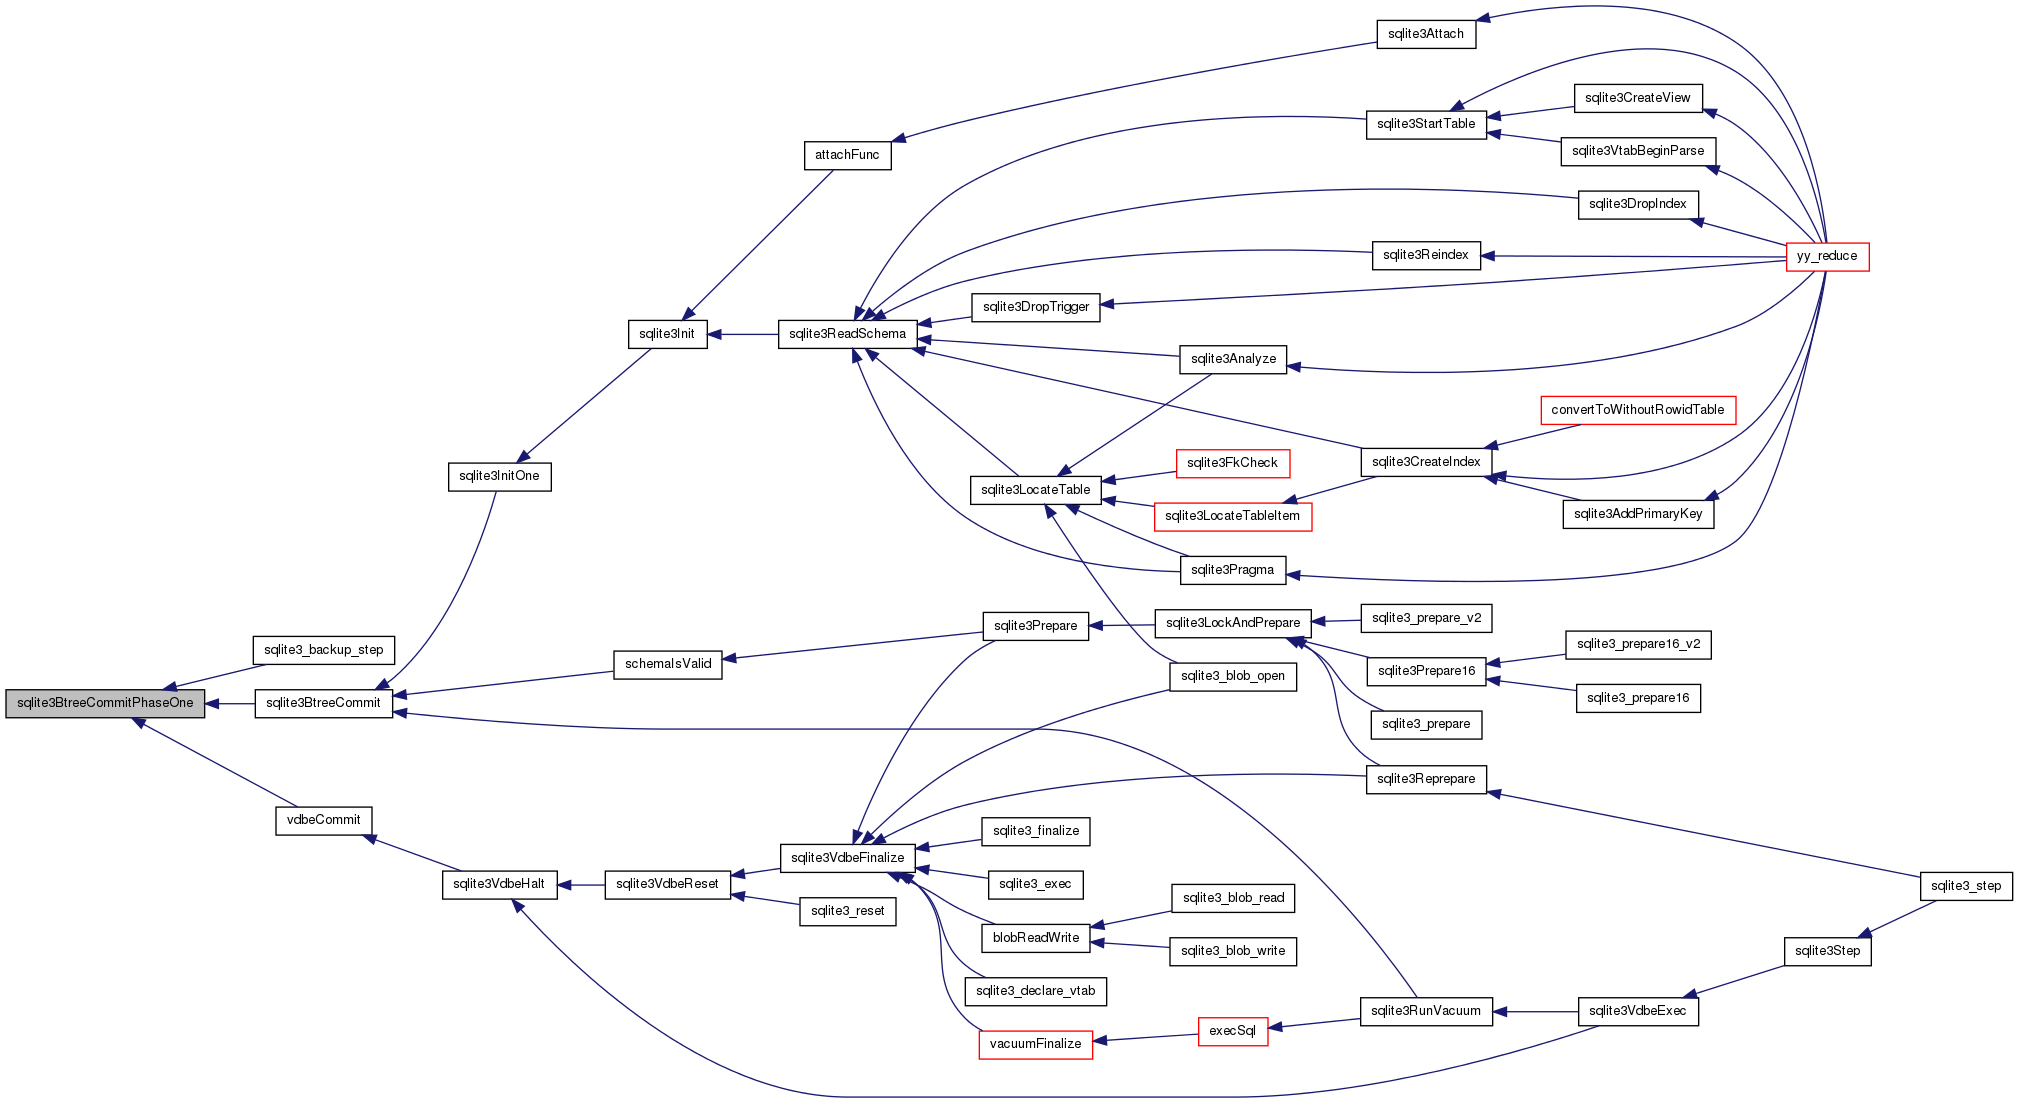 sqlite3Attach
sqlite3CreateView
sqlite3StartTable
sqlite3VtabBeginParse
attachFunc
sqlite3DropIndex
sqlite3Reindex
yy_reduce
sqlite3DropTrigger
sqlite3Init
sqlite3ReadSchema
sqlite3Analyze
convertToWithoutRowidTable
sqlite3FkCheck
sqlite3CreateIndex
sqlite3InitOne
sqlite3LocateTable
sqlite3LocateTableItem
sqlite3AddPrimaryKey
sqlite3Pragma
sqlite3Prepare
sqlite3LockAndPrepare
sqlite3_prepare_v2
sqlite3_prepare16_v2
sqlite3_backup_step
schemaIsValid
sqlite3Prepare16
sqlite3_blob_open
sqlite3_prepare16
sqlite3BtreeCommitPhaseOne
sqlite3BtreeCommit
sqlite3_prepare
sqlite3Reprepare
vdbeCommit
sqlite3_finalize
sqlite3VdbeFinalize
sqlite3VdbeHalt
sqlite3VdbeReset
sqlite3_exec
sqlite3_step
sqlite3_blob_read
sqlite3_reset
blobReadWrite
sqlite3_blob_write
sqlite3Step
sqlite3_declare_vtab
sqlite3RunVacuum
sqlite3VdbeExec
execSql
vacuumFinalize